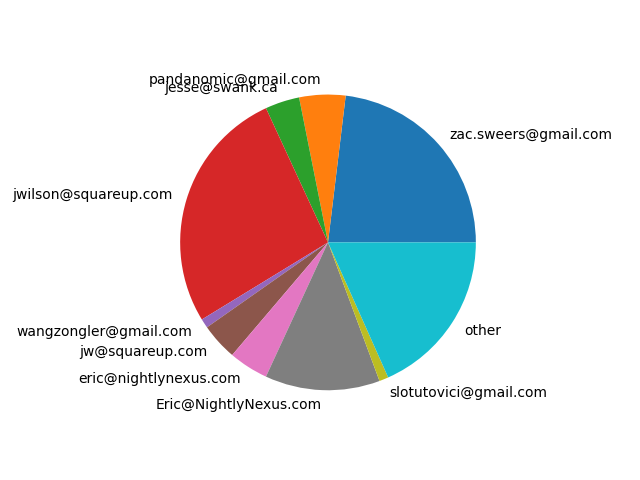 pandanomic@gmail.com
jesse@swank.ca
zac.sweers@gmail.com
jwilson@squareup.com
wangzongler@gmail.com
other
jw@squareup.com
eric@nightlynexus.com
slotutovici@gmail.com
Eric@NightlyNexus.com